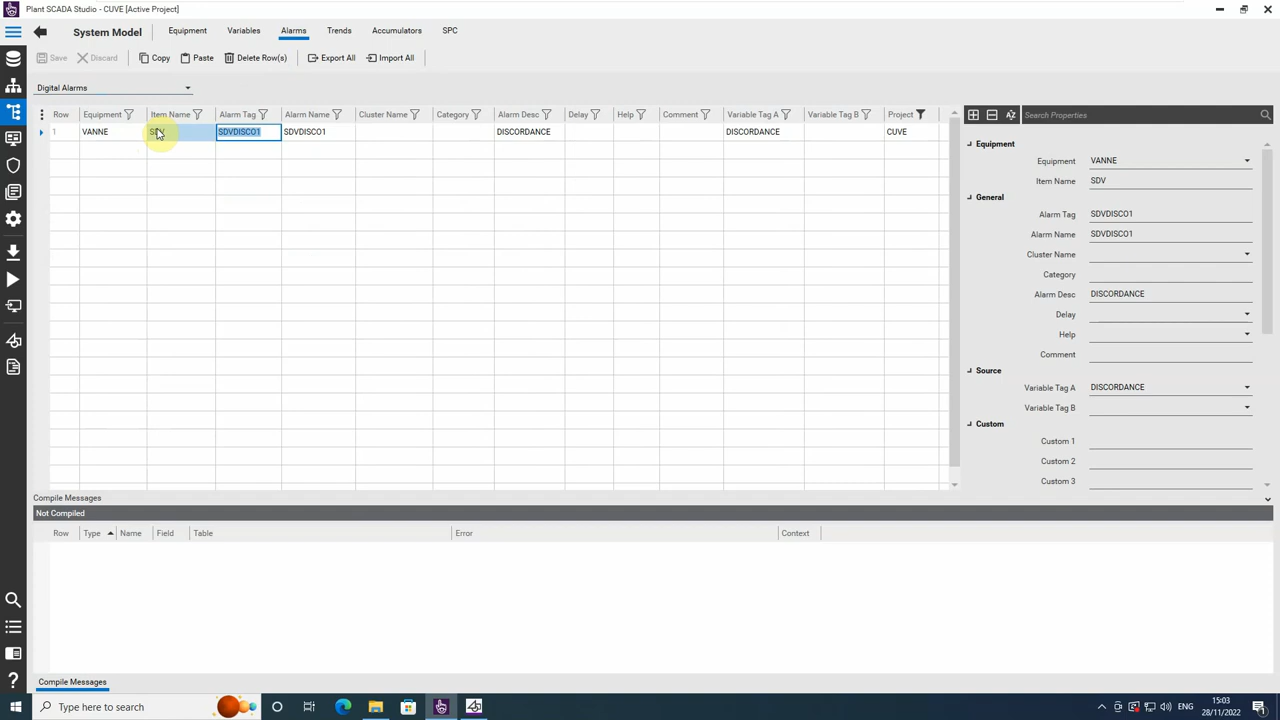 Plant SCADA Studio - CUVE [Active Project]
System Model Equipment Variables Alarms Trends Accumulators SPC
Save Discard Copy Paste Delete Row(s) Export All Import All
Digital Alarms
Row Equipment Item Name Alarm Tag Alarm Name Cluster Name Category Alarm Desc Delay Help Comment Variable Tag A Variable Tag B Project
1 VANNE SDVDISCO1 SDVDISCO1 DISCORDANCE DISCORDANCE CUVE
Search Properties
Equipment
Equipment VANNE
Item Name SDV
General
Alarm Tag SDVDISCO1
Alarm Name SDVDISCO1
Cluster Name
Category
Alarm Desc DISCORDANCE
Delay
Help
Comment
Source
Variable Tag A DISCORDANCE
Variable Tag B
Custom
Custom 1
Custom 2
Custom 3
Compile Messages
Not Compiled
Row Type Name Field Table Error Context
Compile Messages
Type here to search
ENG
15:03
28/11/2022